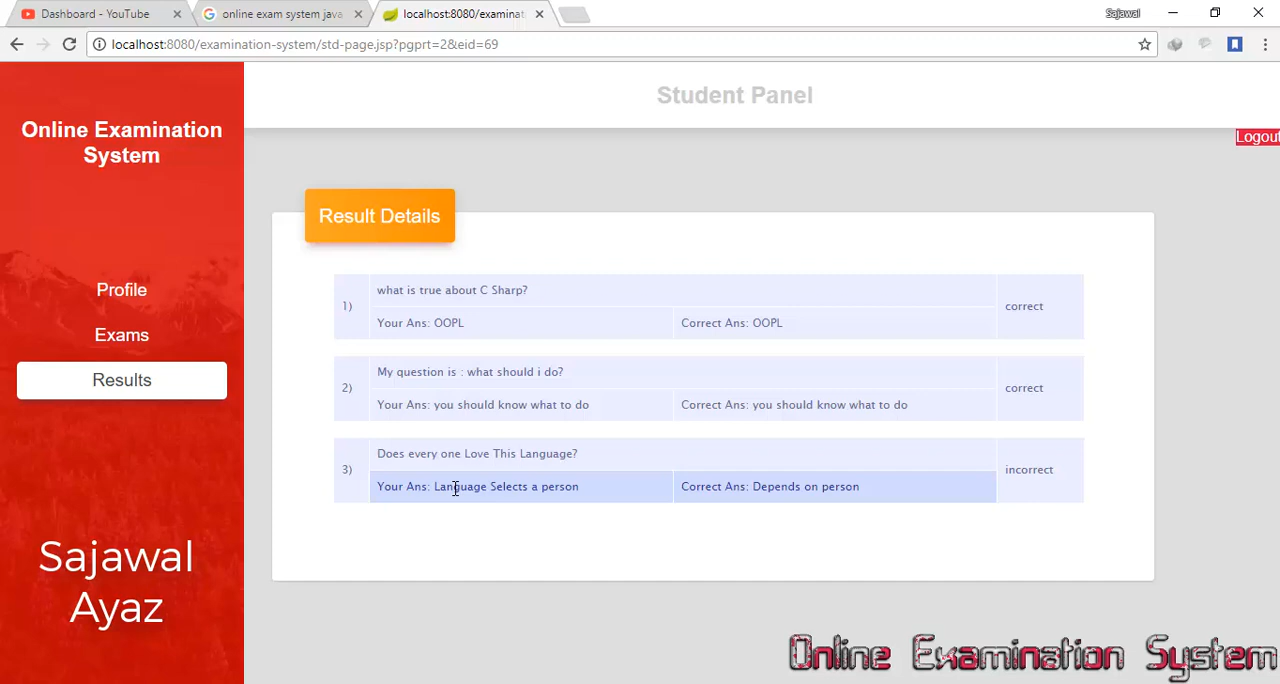 Dashboard - YouTube
online exam system java
localhost:8080/examinat
Sajawal
localhost:8080/examination-system/std-page.jsp?pgprt=2&eid=69
Online Examination
System
Student Panel
Logout
Profile
Exams
Results
Sajawal
Ayaz
Result Details
1)
what is true about C Sharp?
Your Ans: OOPL
Correct Ans: OOPL
correct
2)
My question is : what should i do?
Your Ans: you should know what to do
Correct Ans: you should know what to do
correct
3)
Does every one Love This Language?
Your Ans: Language Selects a person
Correct Ans: Depends on person
incorrect
Online Examination System